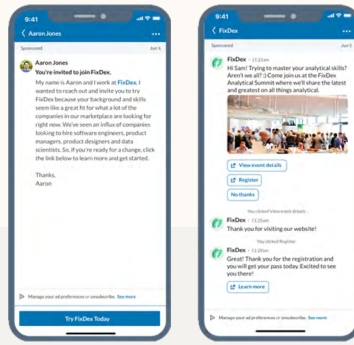 9:41
Aaron Jones
Sponsored Jun 4
Aaron Jones
You're invited to join FixDex.
My name is Aaron and I work at FixDex. I
wanted to reach out and invite you to try
FixDex because your background and skills
seem like a great fit for what a lot of the
companies in our marketplace are looking for
right now. We've seen an influx of companies
looking to hire software engineers, product
managers, product designers and data
scientists. So, if you're ready for a change, click
the link below to learn more and get started.
Thanks,
Aaron
Manage your ad preferences or unsubscribe. See more
Try FixDex Today
9:41
FixDex
Sponsored Jun 5
FixDex
Hi Sam! Trying to master your analytical skills?
Aren't we all? :) Come join us at the FixDex
Analytical Summit where we'll share the latest
and greatest on all things analytical.
View event details
Register
No thanks
You clicked View event details
FixDex
Thank you for visiting our website!
You clicked Register
FixDex
Great! Thank you for the registration and
you will get your pass today. Excited to see
you there!
Learn more
Manage your ad preferences or unsubscribe. See more